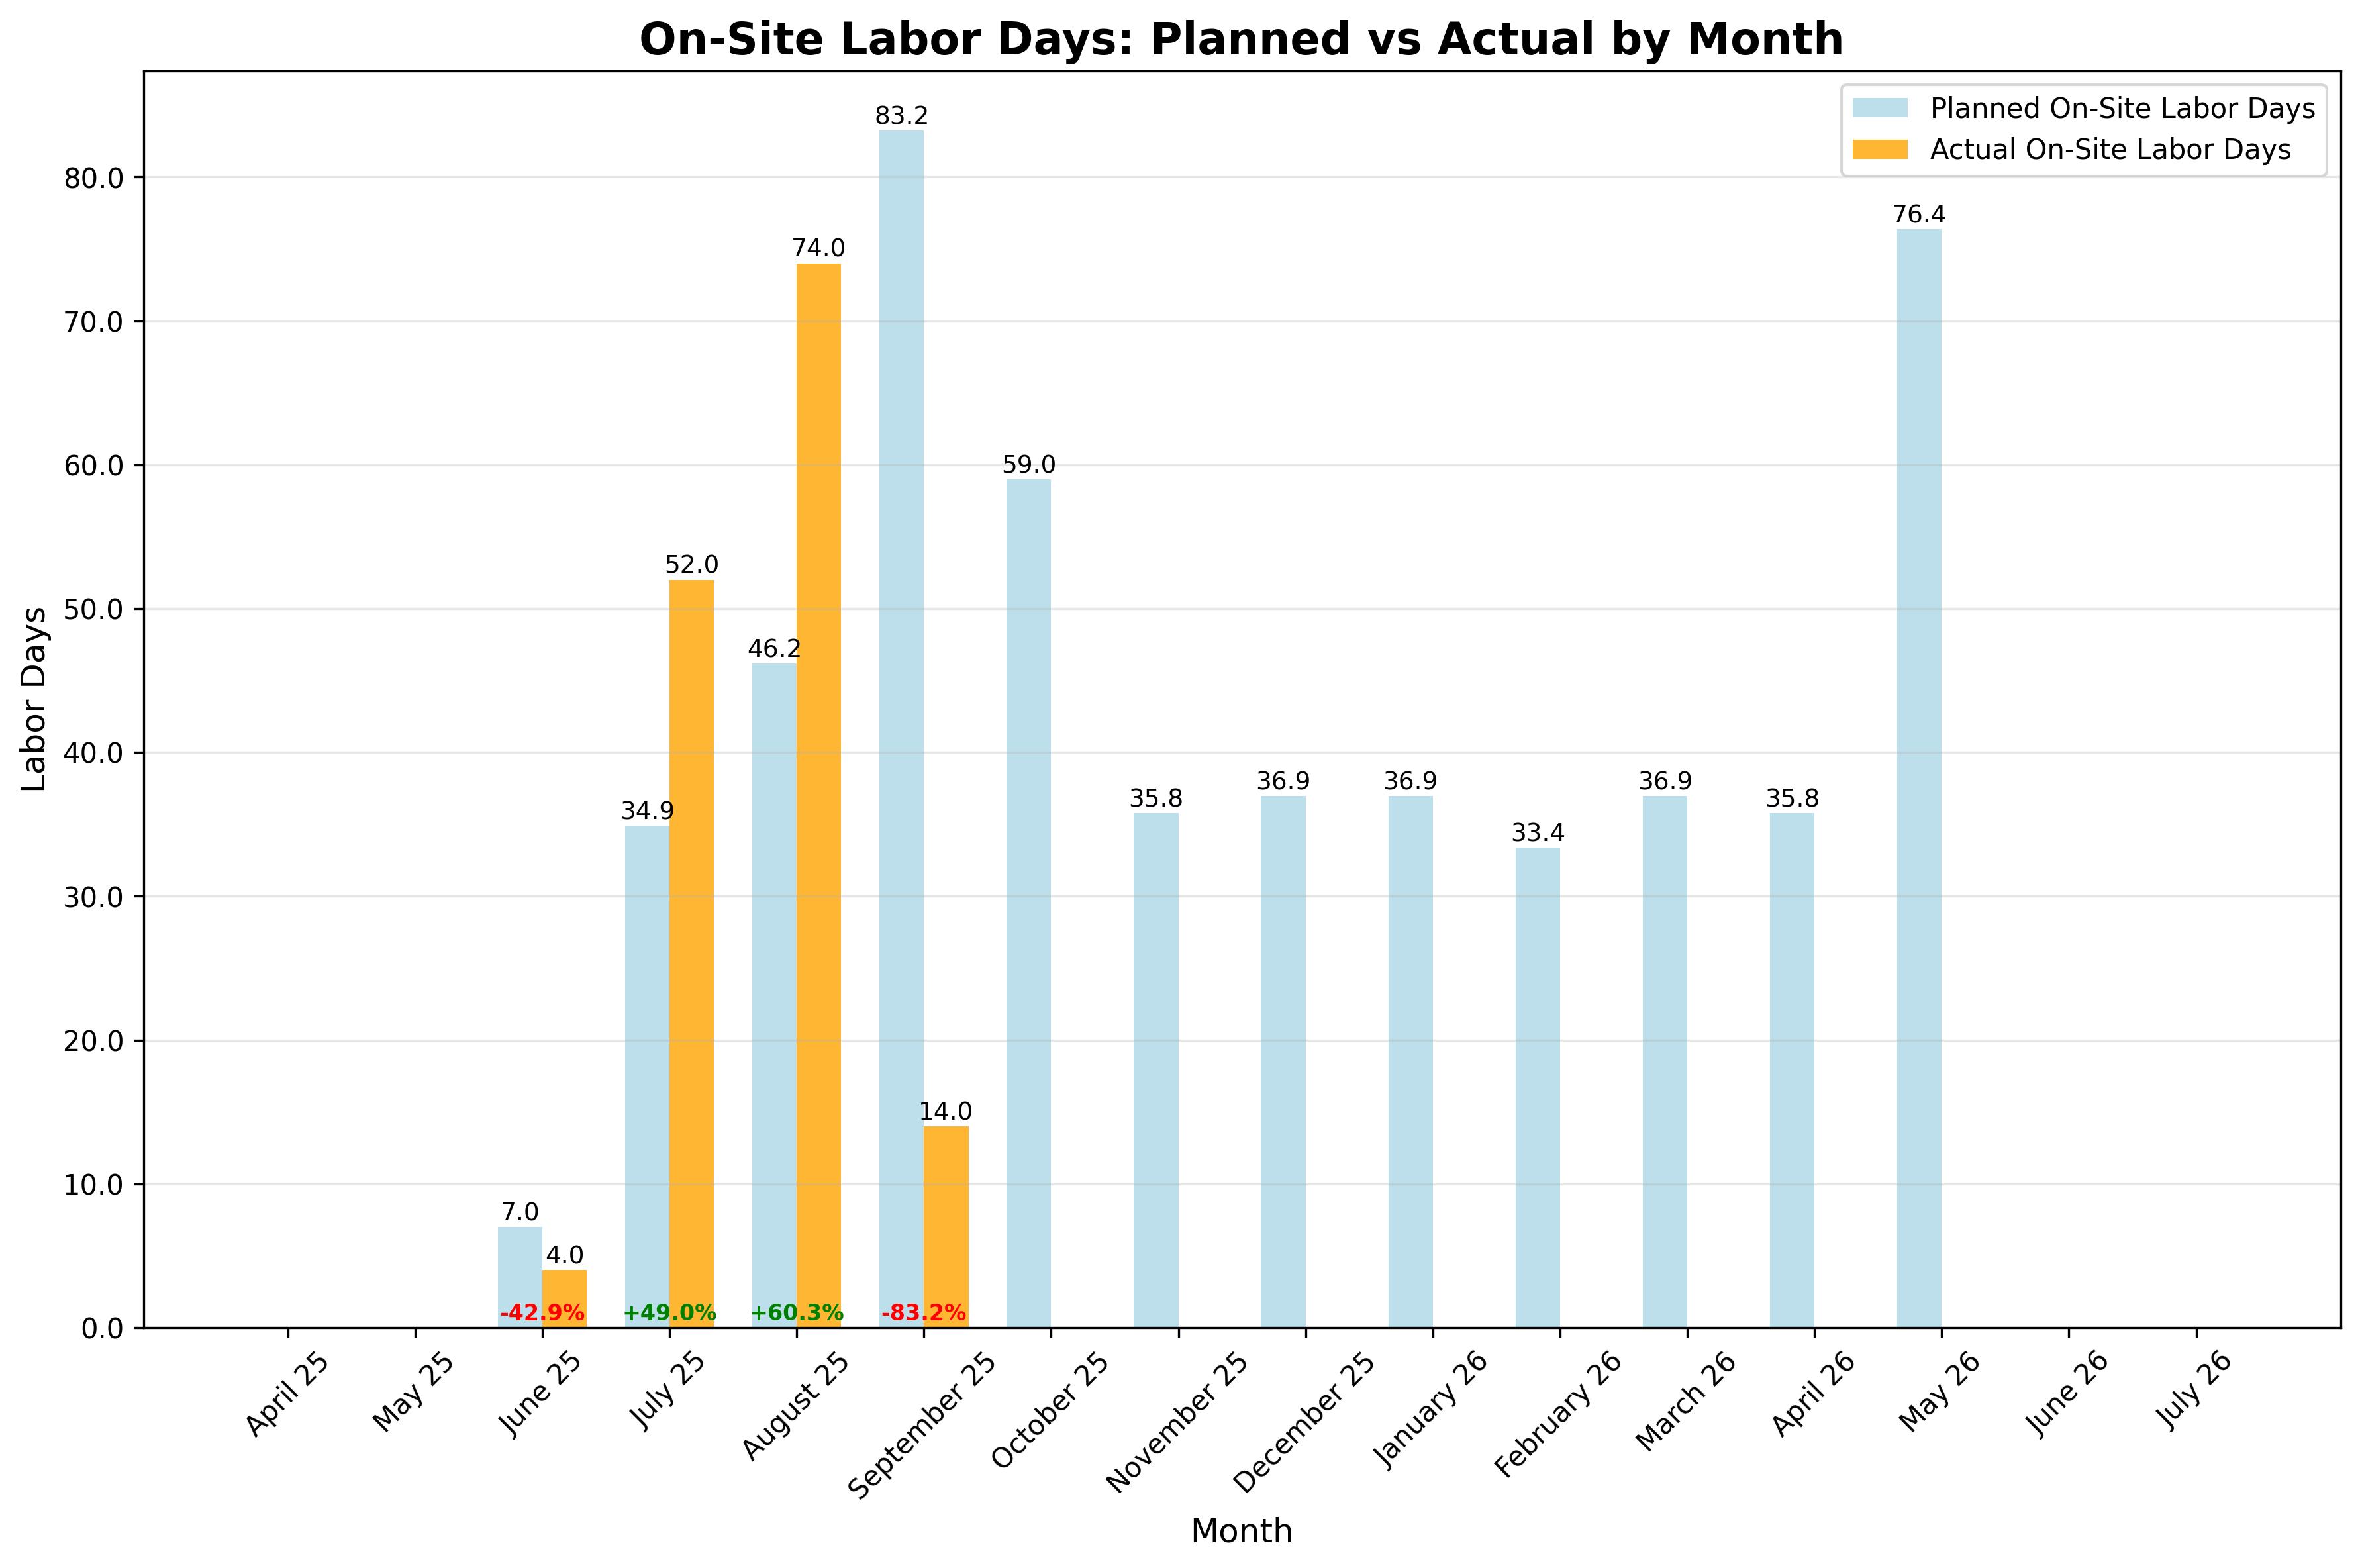 On-Site Labor Days: Planned vs Actual by Month
Planned On-Site Labor Days
Actual On-Site Labor Days
Labor Days
80.0
70.0
60.0
50.0
40.0
30.0
20.0
10.0
0.0
7.0
4.0
-42.9%
34.9
52.0
+49.0%
46.2
74.0
+60.3%
83.2
14.0
-83.2%
59.0
35.8
36.9
36.9
33.4
36.9
35.8
76.4
April 25
May 25
June 25
July 25
August 25
September 25
October 25
November 25
December 25
January 26
February 26
March 26
April 26
May 26
June 26
July 26
Month